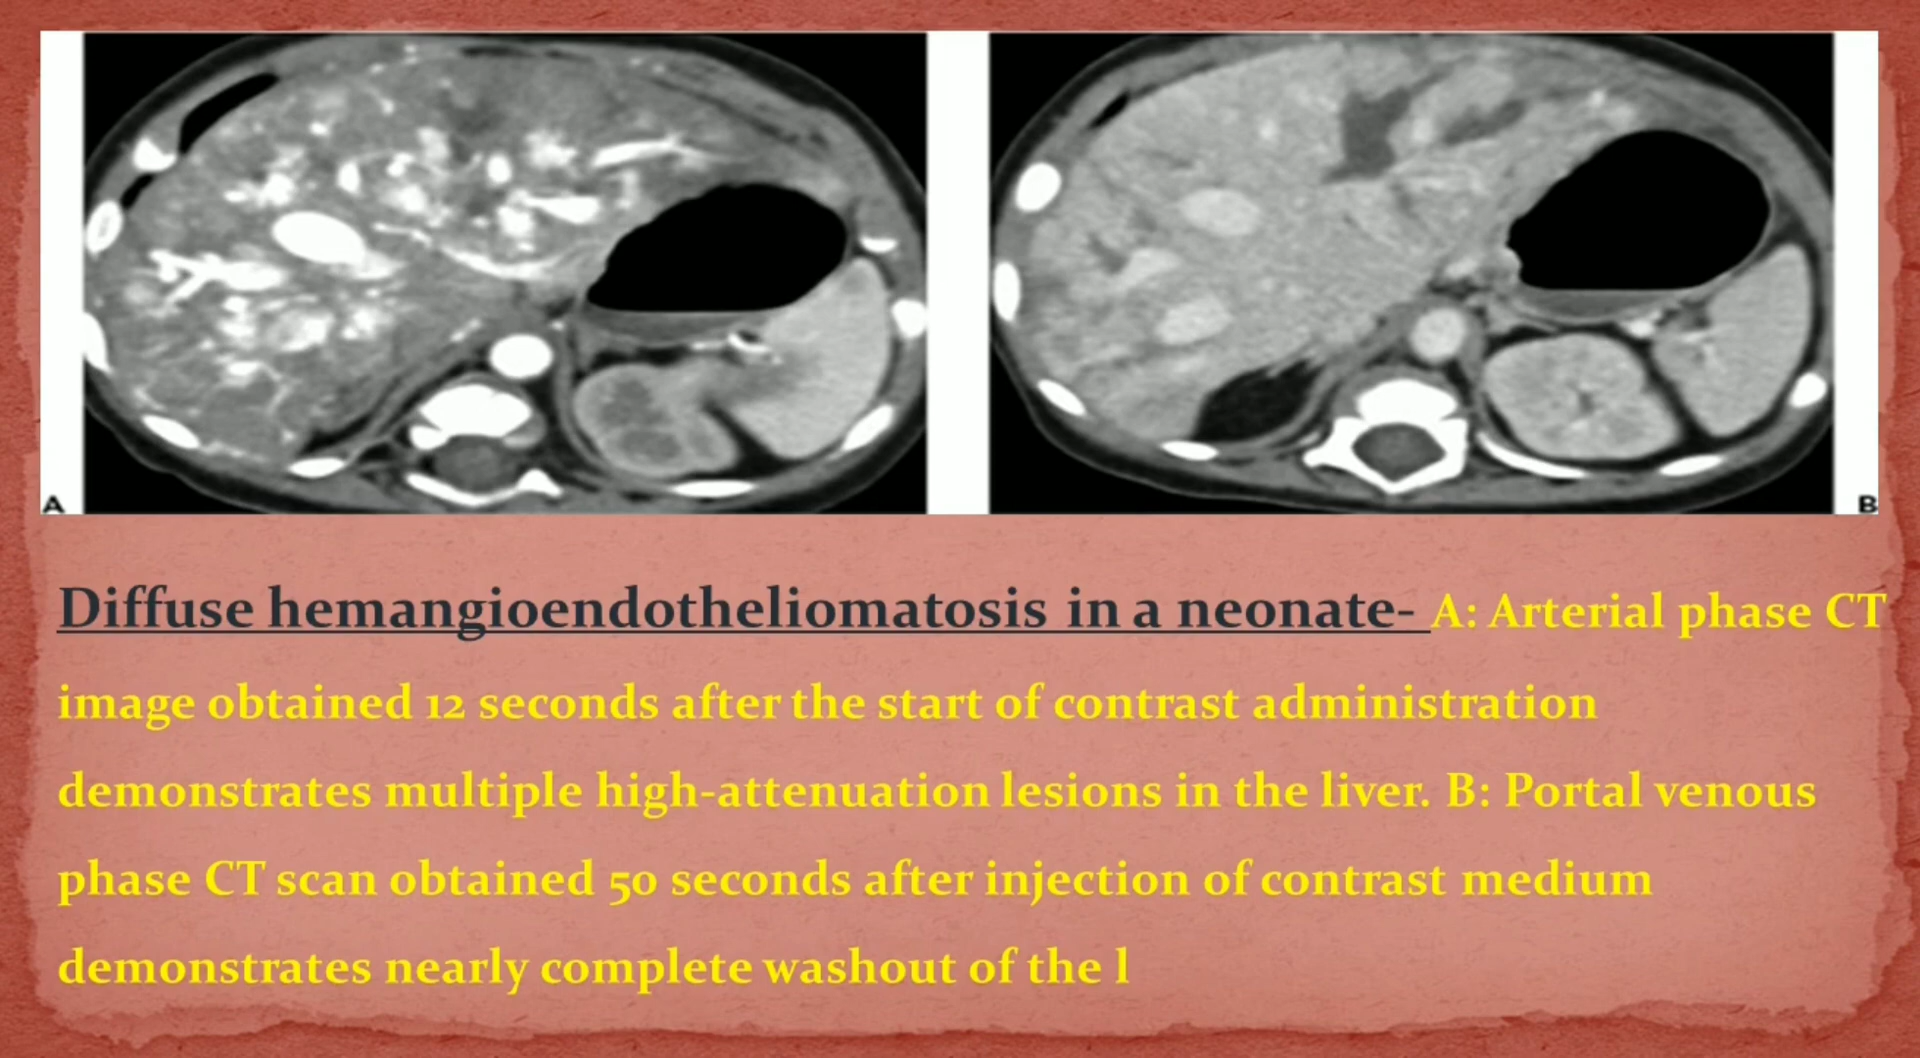 A
B
Diffuse hemangioendotheliomatosis in a neonate- A: Arterial phase CT
image obtained 12 seconds after the start of contrast administration
demonstrates multiple high-attenuation lesions in the liver. B: Portal venous
phase CT scan obtained 50 seconds after injection of contrast medium
demonstrates nearly complete washout of the l